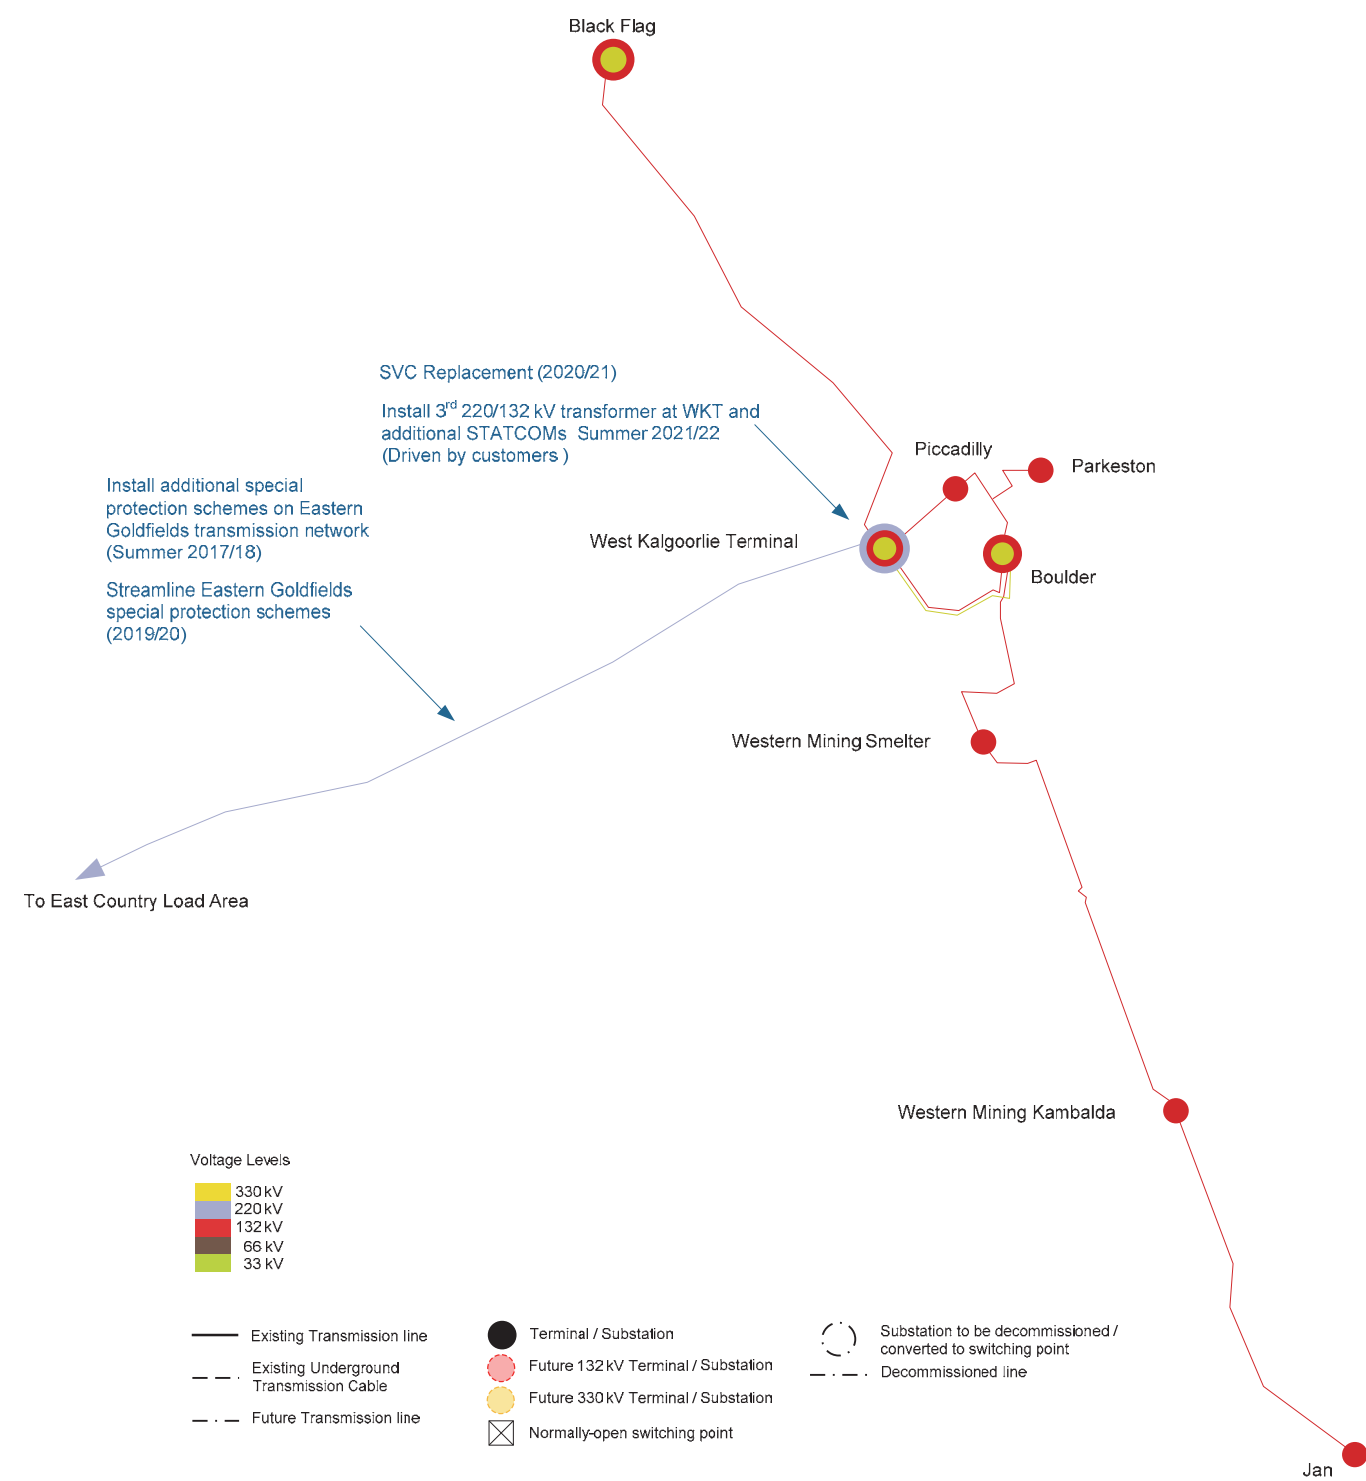 Black Flag
SVC Replacement (2020/21)
Install 3rd 220/132 kV transformer at WKT and
additional STATCOMs Summer 2021/22
(Driven by customers )
Piccadilly
Parkeston
Install additional special
protection schemes on Eastern
Goldfields transmission network
(Summer 2017/18)
West Kalgoorlie Terminal
Boulder
Streamline Eastern Goldfields
special protection schemes
(2019/20)
Western Mining Smelter
To East Country Load Area
Western Mining Kambalda
Voltage Levels
330 kV
220 kV
132 kV
66 kV
33 kV
Existing Transmission line
Existing Underground
Transmission Cable
Future Transmission line
Terminal / Substation
Future 132 kV Terminal / Substation
Future 330 kV Terminal / Substation
Normally-open switching point
Substation to be decommissioned /
converted to switching point
Decommissioned line
Jan